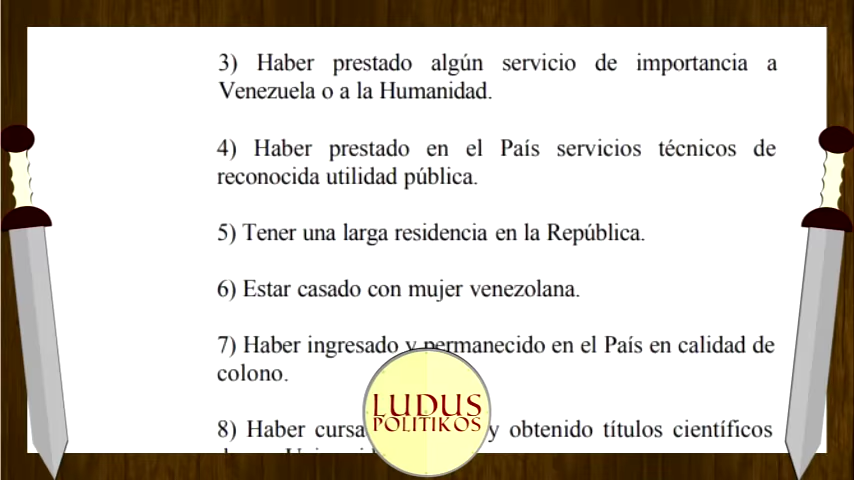 3) Haber prestado algún servicio de importancia a
Venezuela o a la Humanidad.
4) Haber prestado en el País servicios técnicos de
reconocida utilidad pública.
5) Tener una larga residencia en la República.
6) Estar casado con mujer venezolana.
7) Haber ingresado y permanecido en el País en calidad de
colono.
8) Haber y obtenido títulos científicos
LUDUS
POLITIKOS